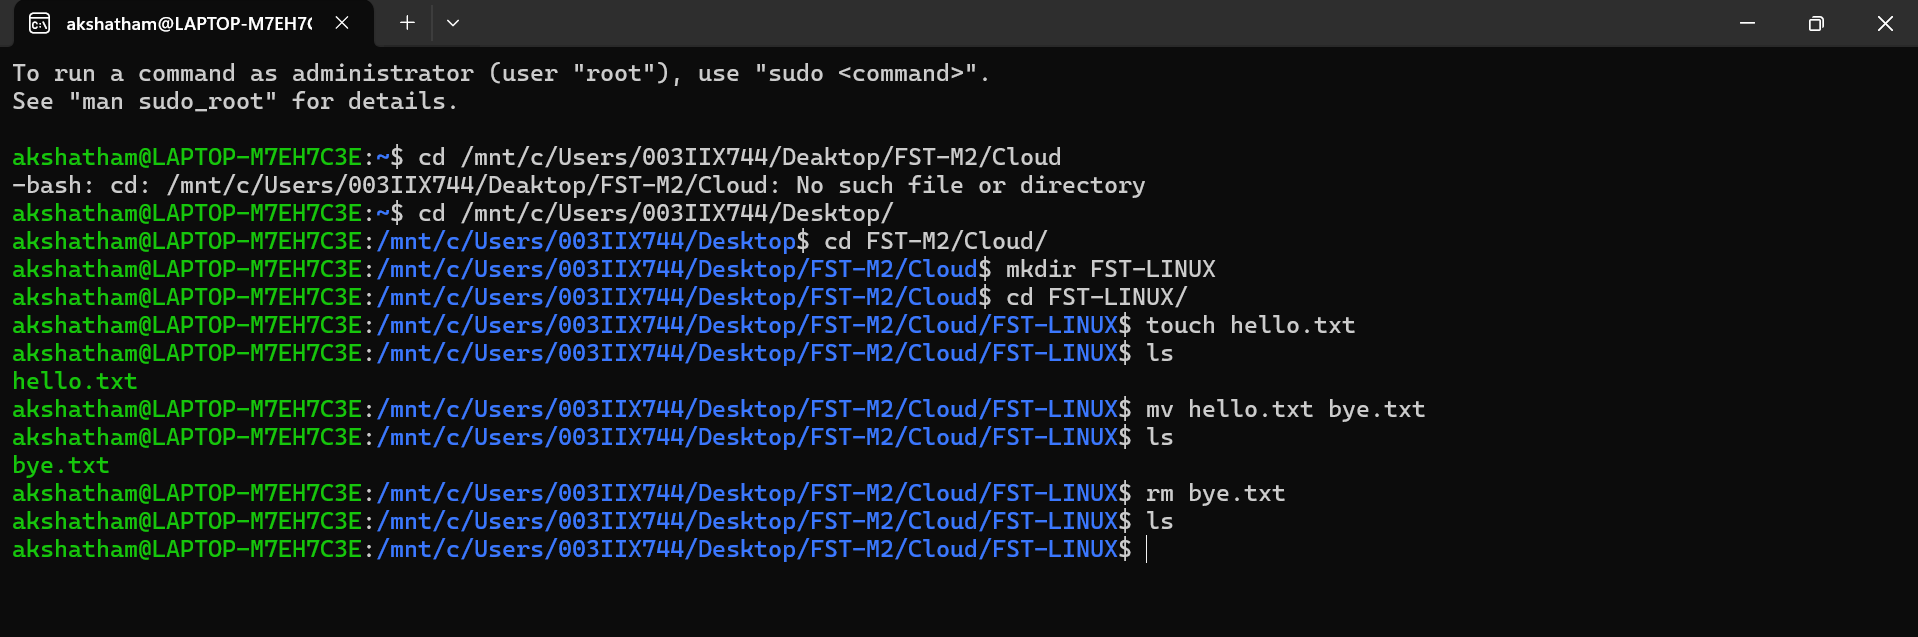 akshatham@LAPTOP-M7EH7C
To run a command as administrator (user "root"), use "sudo <command>".
See "man sudo_root" for details.
akshatham@LAPTOP-M7EH7C3E:~$ cd /mnt/c/Users/003IIX744/Deaktop/FST-M2/Cloud
-bash: cd: /mnt/c/Users/003IIX744/Deaktop/FST-M2/Cloud: No such file or directory
akshatham@LAPTOP-M7EH7C3E:~$ cd /mnt/c/Users/003IIX744/Desktop/
akshatham@LAPTOP-M7EH7C3E:/mnt/c/Users/003IIX744/Desktop$ cd FST-M2/Cloud/
akshatham@LAPTOP-M7EH7C3E:/mnt/c/Users/003IIX744/Desktop/FST-M2/Cloud$ mkdir FST-LINUX
akshatham@LAPTOP-M7EH7C3E:/mnt/c/Users/003IIX744/Desktop/FST-M2/Cloud$ cd FST-LINUX/
akshatham@LAPTOP-M7EH7C3E:/mnt/c/Users/003IIX744/Desktop/FST-M2/Cloud/FST-LINUX$ touch hello.txt
akshatham@LAPTOP-M7EH7C3E:/mnt/c/Users/003IIX744/Desktop/FST-M2/Cloud/FST-LINUX$ ls
hello.txt
akshatham@LAPTOP-M7EH7C3E:/mnt/c/Users/003IIX744/Desktop/FST-M2/Cloud/FST-LINUX$ mv hello.txt bye.txt
akshatham@LAPTOP-M7EH7C3E:/mnt/c/Users/003IIX744/Desktop/FST-M2/Cloud/FST-LINUX$ ls
bye.txt
akshatham@LAPTOP-M7EH7C3E:/mnt/c/Users/003IIX744/Desktop/FST-M2/Cloud/FST-LINUX$ rm bye.txt
akshatham@LAPTOP-M7EH7C3E:/mnt/c/Users/003IIX744/Desktop/FST-M2/Cloud/FST-LINUX$ ls
akshatham@LAPTOP-M7EH7C3E:/mnt/c/Users/003IIX744/Desktop/FST-M2/Cloud/FST-LINUX$